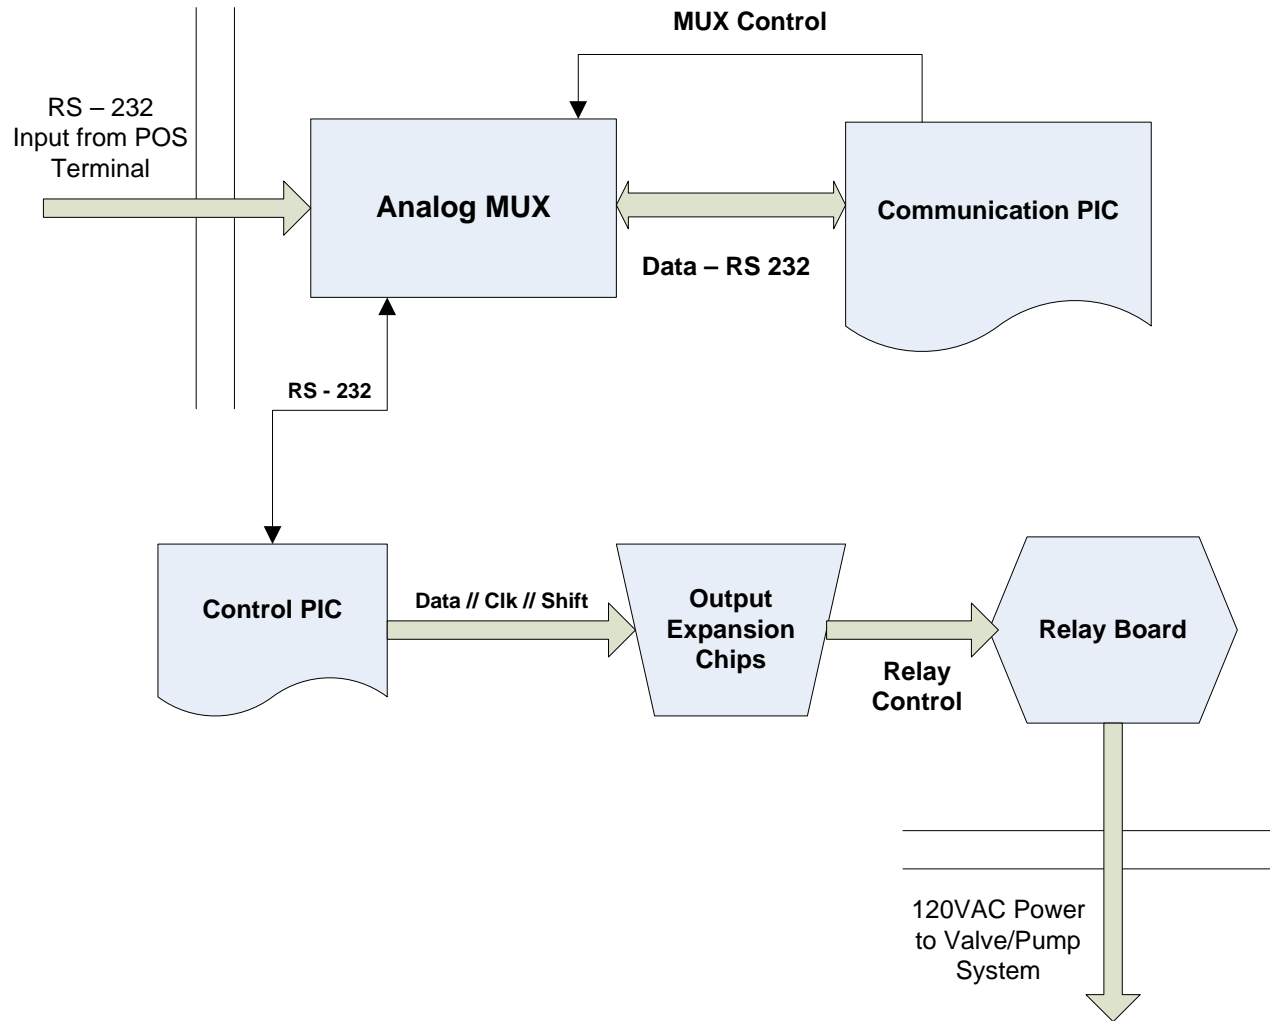 MUX Control
RS – 232
Input from POS
Terminal
Analog MUX
Communication PIC
Data – RS 232
RS - 232
Control PIC
Data // Clk // Shift
Output
Expansion
Chips
Relay
Control
Relay Board
120VAC Power
to Valve/Pump
System